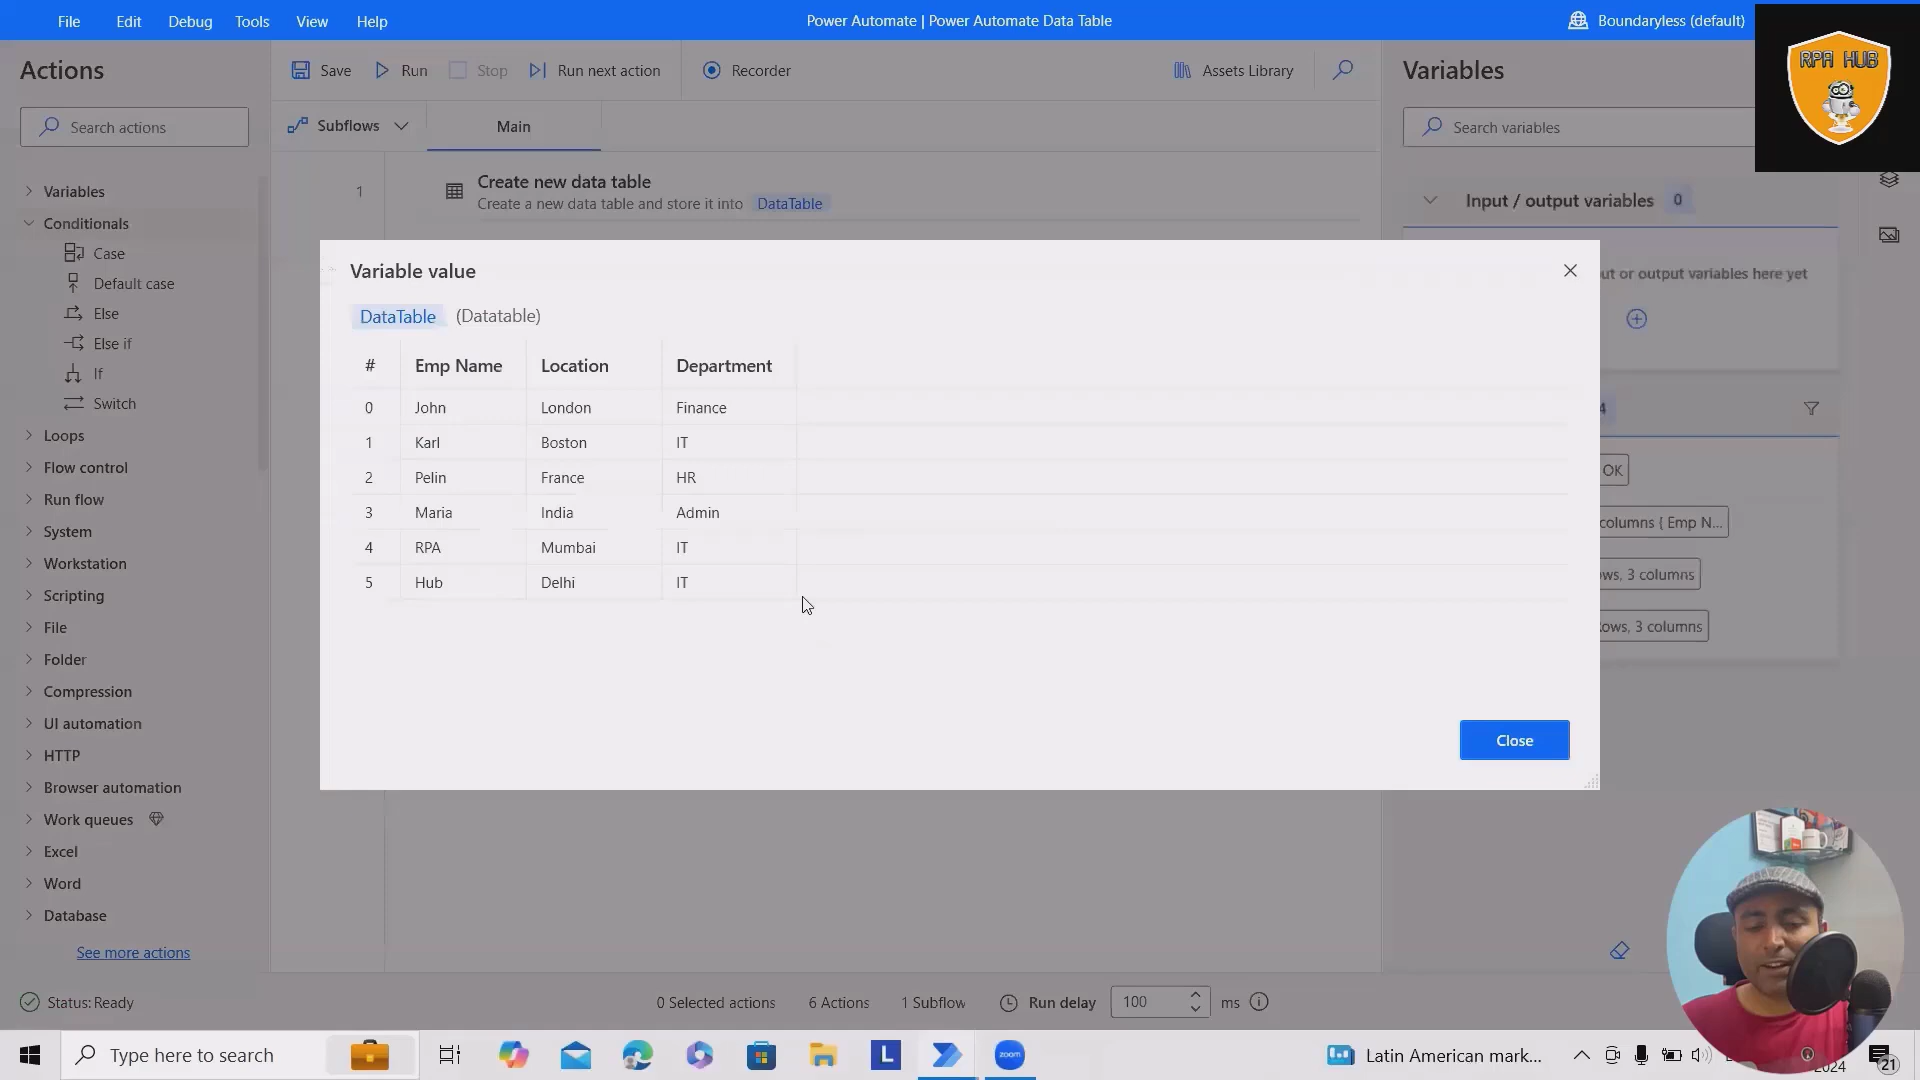 File Edit Debug Tools View Help
Power Automate | Power Automate Data Table
Boundaryless (default)
RPA HUB
Actions
Search actions
Variables
Conditionals
Case
Default case
Else
Else if
If
Switch
Loops
Flow control
Run flow
System
Workstation
Scripting
File
Folder
Compression
UI automation
HTTP
Browser automation
Work queues
Excel
Word
Database
See more actions
Save Run Stop Run next action Recorder Assets Library
Subflows Main
1
Create new data table
Create a new data table and store it into DataTable
Variables
Search variables
Input / output variables 0
or output variables here yet
4
OK
columns { Emp N...
3 columns
3 columns
Variable value
DataTable (Datatable)
# Emp Name Location Department
0 John London Finance
1 Karl Boston IT
2 Pelin France HR
3 Maria India Admin
4 RPA Mumbai IT
5 Hub Delhi IT
Close
Status: Ready
0 Selected actions 6 Actions 1 Subflow Run delay 100 ms
Type here to search
L
zoom
Latin American mark...
2024
21